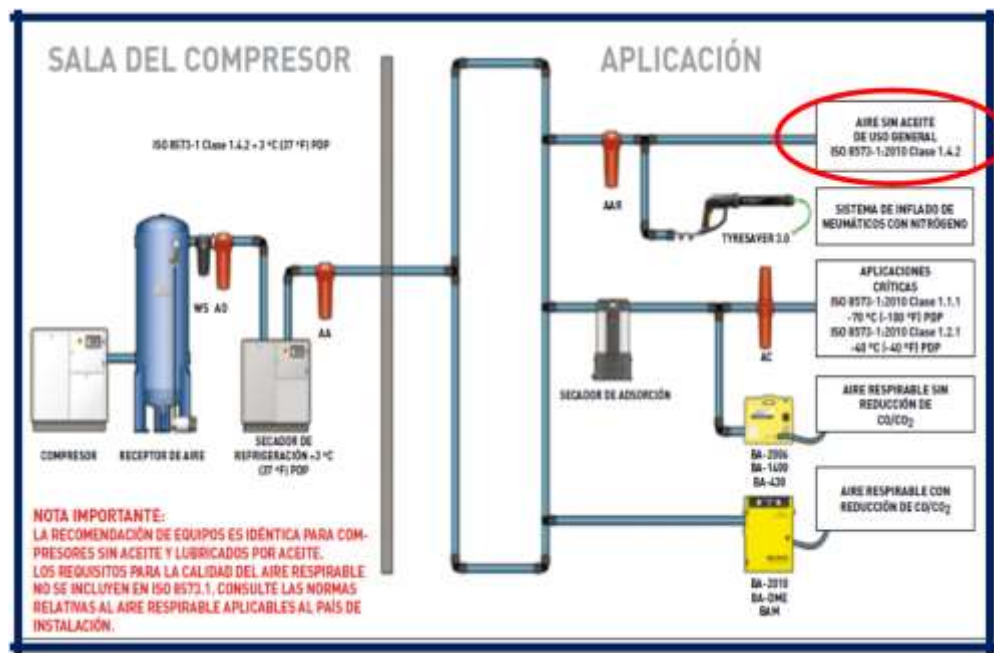 SALA DEL COMPRESOR
APLICACIÓN
ISO 8573-1 Clase 1.4.2 +3 °C (37 °F) PDP
AIRE SIN ACEITE
DE USO GENERAL
ISO 8573-1:2010 Clase 1.4.2
AAR
TYRESAVER 3.0
SISTEMA DE INFLADO DE
NEUMÁTICOS CON NITRÓGENO
WS AO
AA
APLICACIONES
CRÍTICAS
ISO 8573-1:2010 Clase 1.1.1
-70 °C (-100 °F) PDP
ISO 8573-1:2010 Clase 1.2.1
-40 °C (-40 °F) PDP
AC
SECADOR DE ADSORCIÓN
AIRE RESPIRABLE SIN
REDUCCIÓN DE
CO/CO₂
COMPRESOR
RECEPTOR DE AIRE
SECADOR DE
REFRIGERACIÓN +3 °C
(37 °F) PDP
BA-2006
BA-1400
BA-430
AIRE RESPIRABLE CON
REDUCCIÓN DE CO/CO₂
BA-2010
BA-DME
BAM
NOTA IMPORTANTE:
LA RECOMENDACIÓN DE EQUIPOS ES IDÉNTICA PARA COM-
PRESORES SIN ACEITE Y LUBRICADOS POR ACEITE.
LOS REQUISITOS PARA LA CALIDAD DEL AIRE RESPIRABLE
NO SE INCLUYEN EN ISO 8573.1. CONSULTE LAS NORMAS
RELATIVAS AL AIRE RESPIRABLE APLICABLES AL PAÍS DE
INSTALACIÓN.